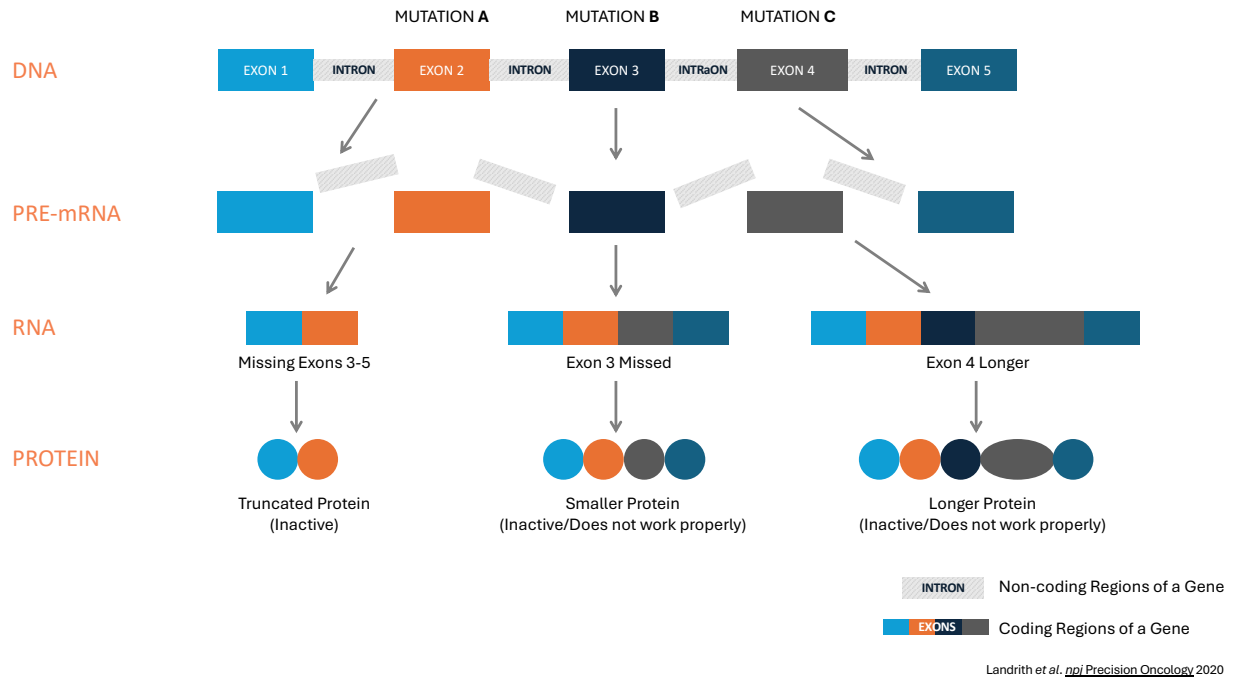 MUTATION A
MUTATION B
MUTATION C
DNA
EXON 1
INTRON
EXON 2
INTRON
EXON 3
INTRaON
EXON 4
INTRON
EXON 5
PRE-mRNA
RNA
Missing Exons 3-5
Exon 3 Missed
Exon 4 Longer
PROTEIN
Truncated Protein
(Inactive)
Smaller Protein
(Inactive/Does not work properly)
Longer Protein
(Inactive/Does not work properly)
INTRON
Non-coding Regions of a Gene
EXONS
Coding Regions of a Gene
Landrith et al. npj Precision Oncology 2020